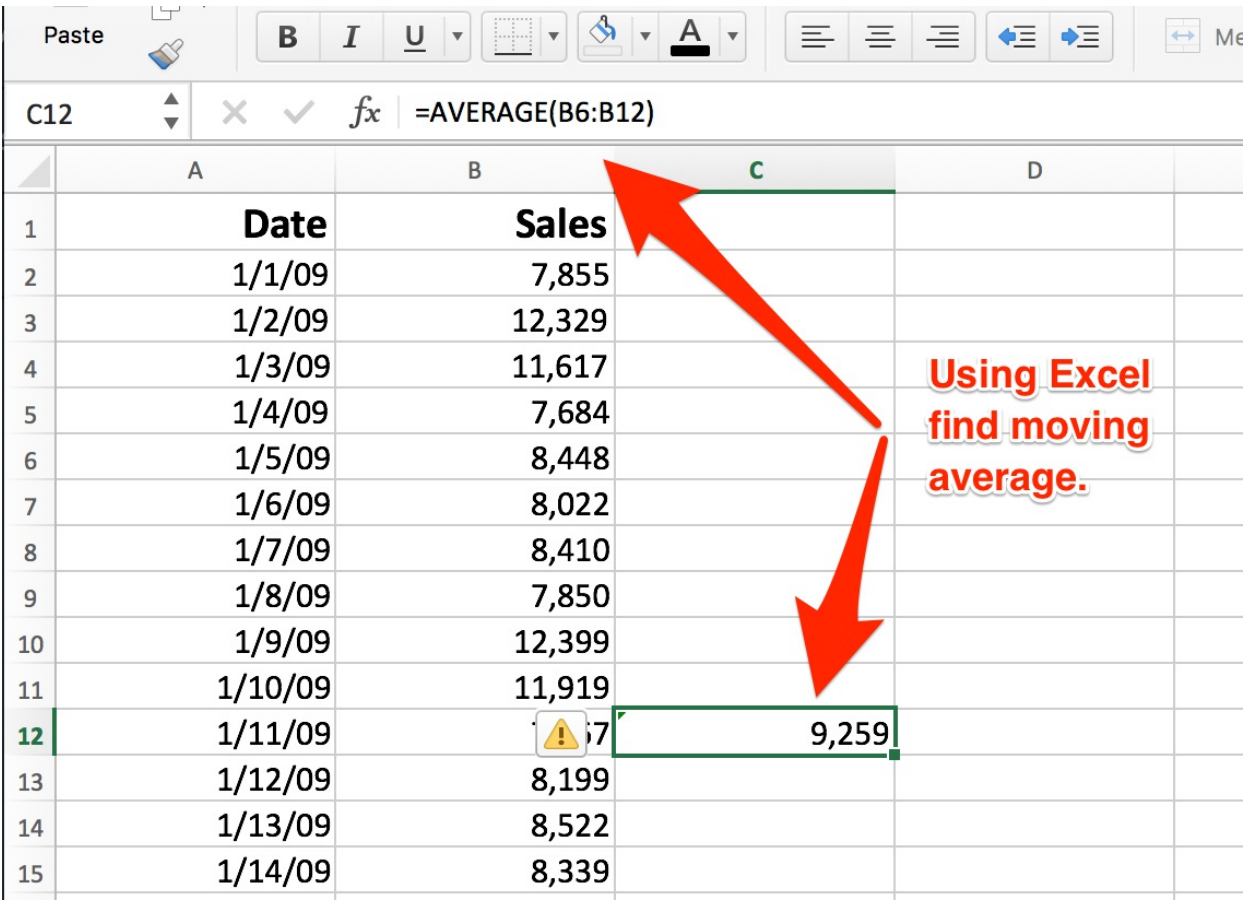 Paste B I U A Me
C12 fx =AVERAGE(B6:B12)
A B C D
1 Date Sales
2 1/1/09 7,855
3 1/2/09 12,329
4 1/3/09 11,617
5 1/4/09 7,684
6 1/5/09 8,448
7 1/6/09 8,022
8 1/7/09 8,410
9 1/8/09 7,850
10 1/9/09 12,399
11 1/10/09 11,919
12 1/11/09 7 9,259
13 1/12/09 8,199
14 1/13/09 8,522
15 1/14/09 8,339
Using Excel
find moving
average.